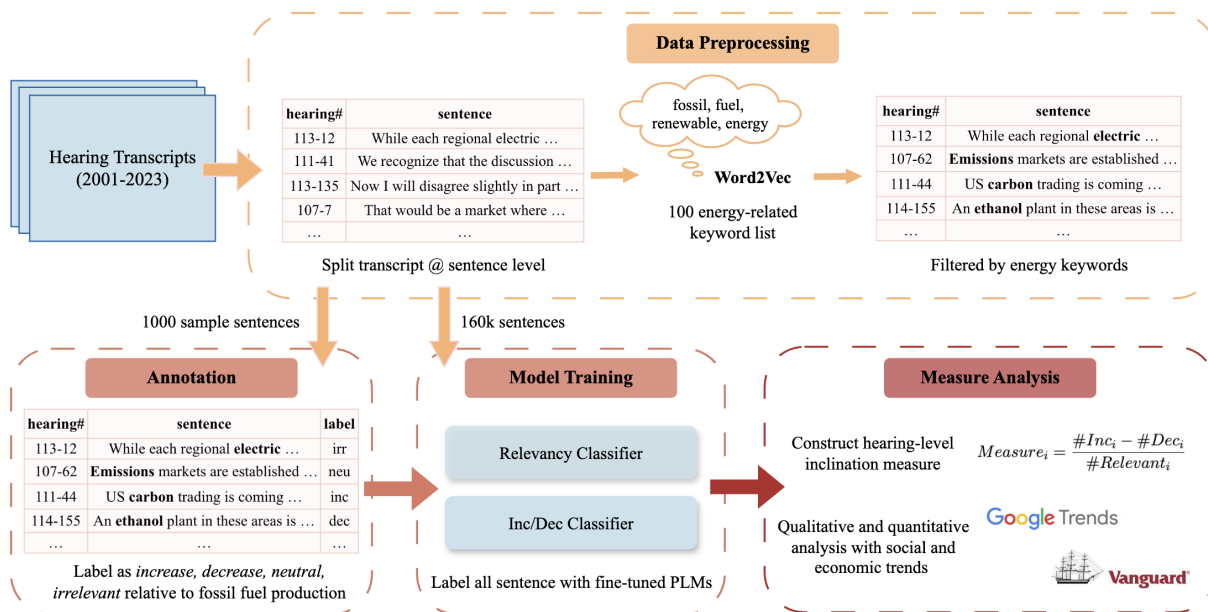 Data Preprocessing
Hearing Transcripts
(2001-2023)
hearing# sentence
113-12 While each regional electric …
111-41 We recognize that the discussion …
113-135 Now I will disagree slightly in part …
107-7 That would be a market where …
… …
Split transcript @ sentence level
fossil, fuel,
renewable, energy
Word2Vec
100 energy-related
keyword list
hearing# sentence
113-12 While each regional electric …
107-62 Emissions markets are established …
111-44 US carbon trading is coming …
114-155 An ethanol plant in these areas is …
… …
Filtered by energy keywords
1000 sample sentences
160k sentences
Annotation
hearing# sentence label
113-12 While each regional electric … irr
107-62 Emissions markets are established … neu
111-44 US carbon trading is coming … inc
114-155 An ethanol plant in these areas is … dec
… … …
Label as increase, decrease, neutral,
irrelevant relative to fossil fuel production
Model Training
Relevancy Classifier
Inc/Dec Classifier
Label all sentence with fine-tuned PLMs
Measure Analysis
Construct hearing-level
inclination measure
Measure_i = (#Inc_i − #Dec_i) / #Relevant_i
Qualitative and quantitative
analysis with social and
economic trends
Google Trends
Vanguard®